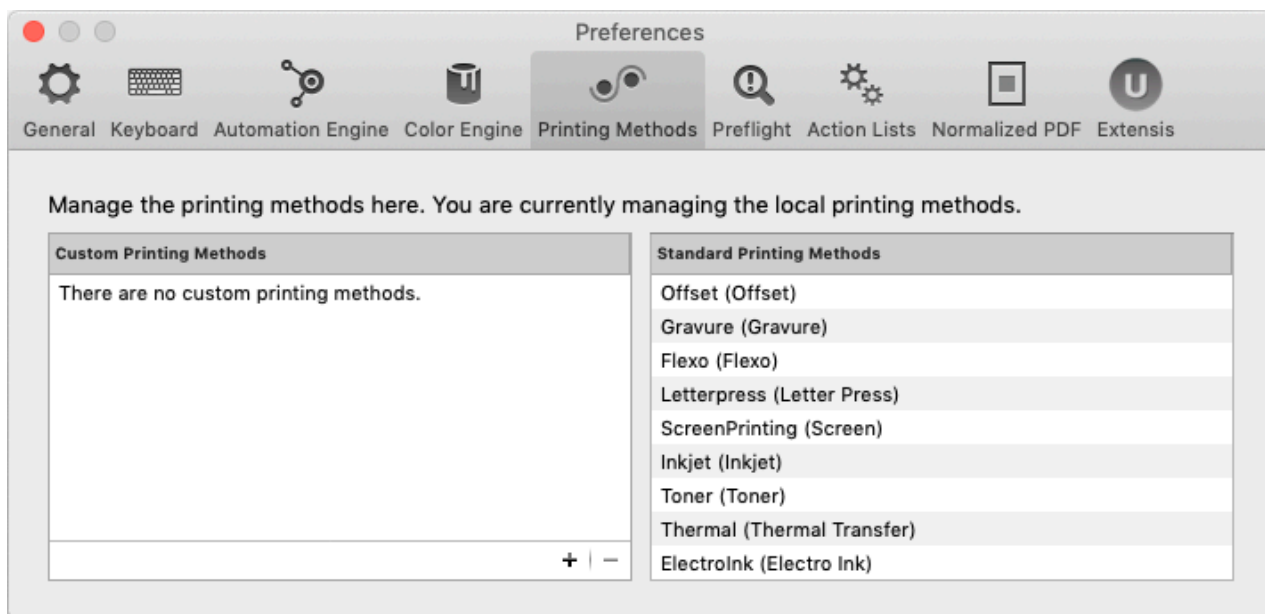 Preferences
General Keyboard Automation Engine Color Engine Printing Methods Preflight Action Lists Normalized PDF Extensis
Manage the printing methods here. You are currently managing the local printing methods.
Custom Printing Methods
There are no custom printing methods.
Standard Printing Methods
Offset (Offset)
Gravure (Gravure)
Flexo (Flexo)
Letterpress (Letter Press)
ScreenPrinting (Screen)
Inkjet (Inkjet)
Toner (Toner)
Thermal (Thermal Transfer)
ElectroInk (Electro Ink)